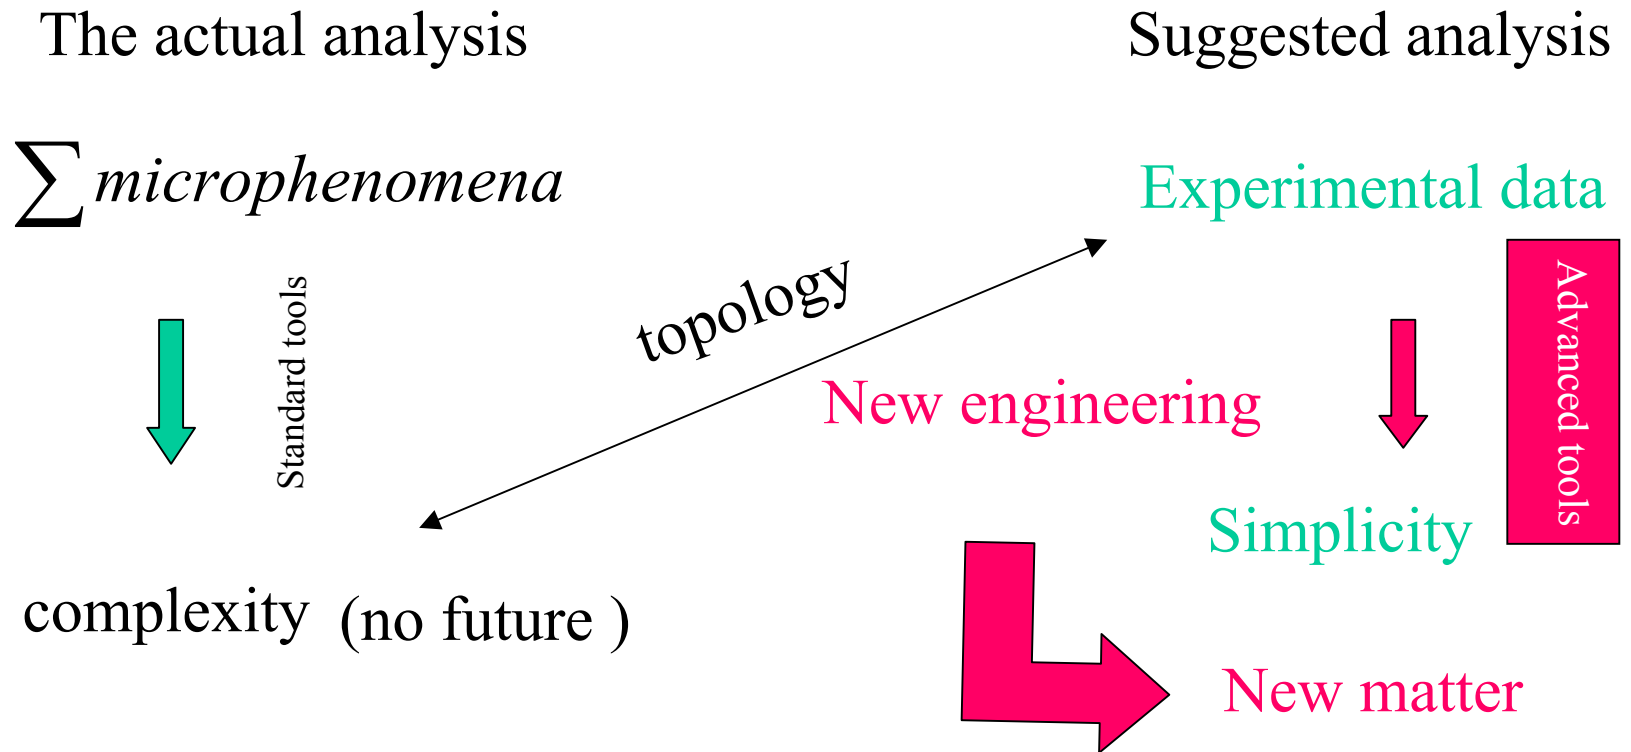 The actual analysis
Suggested analysis
∑ microphenomena
Experimental data
Standard tools
topology
Advanced tools
New engineering
Simplicity
complexity (no future )
New matter